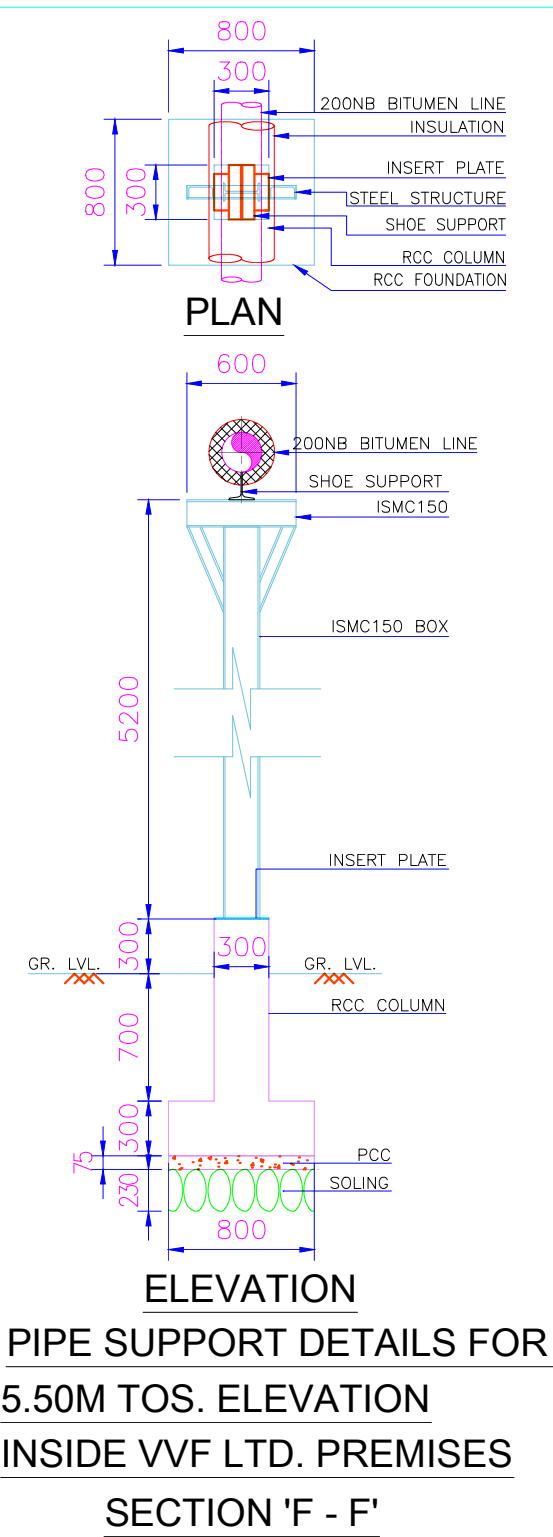 800
300
200NB BITUMEN LINE
INSULATION
INSERT PLATE
STEEL STRUCTURE
SHOE SUPPORT
RCC COLUMN
RCC FOUNDATION
800
300
PLAN
600
200NB BITUMEN LINE
SHOE SUPPORT
ISMC150
ISMC150 BOX
5200
INSERT PLATE
300
300
GR. LVL.
GR. LVL.
RCC COLUMN
700
300
75
PCC
230
SOLING
800
ELEVATION
PIPE SUPPORT DETAILS FOR
5.50M TOS. ELEVATION
INSIDE VVF LTD. PREMISES
SECTION 'F - F'